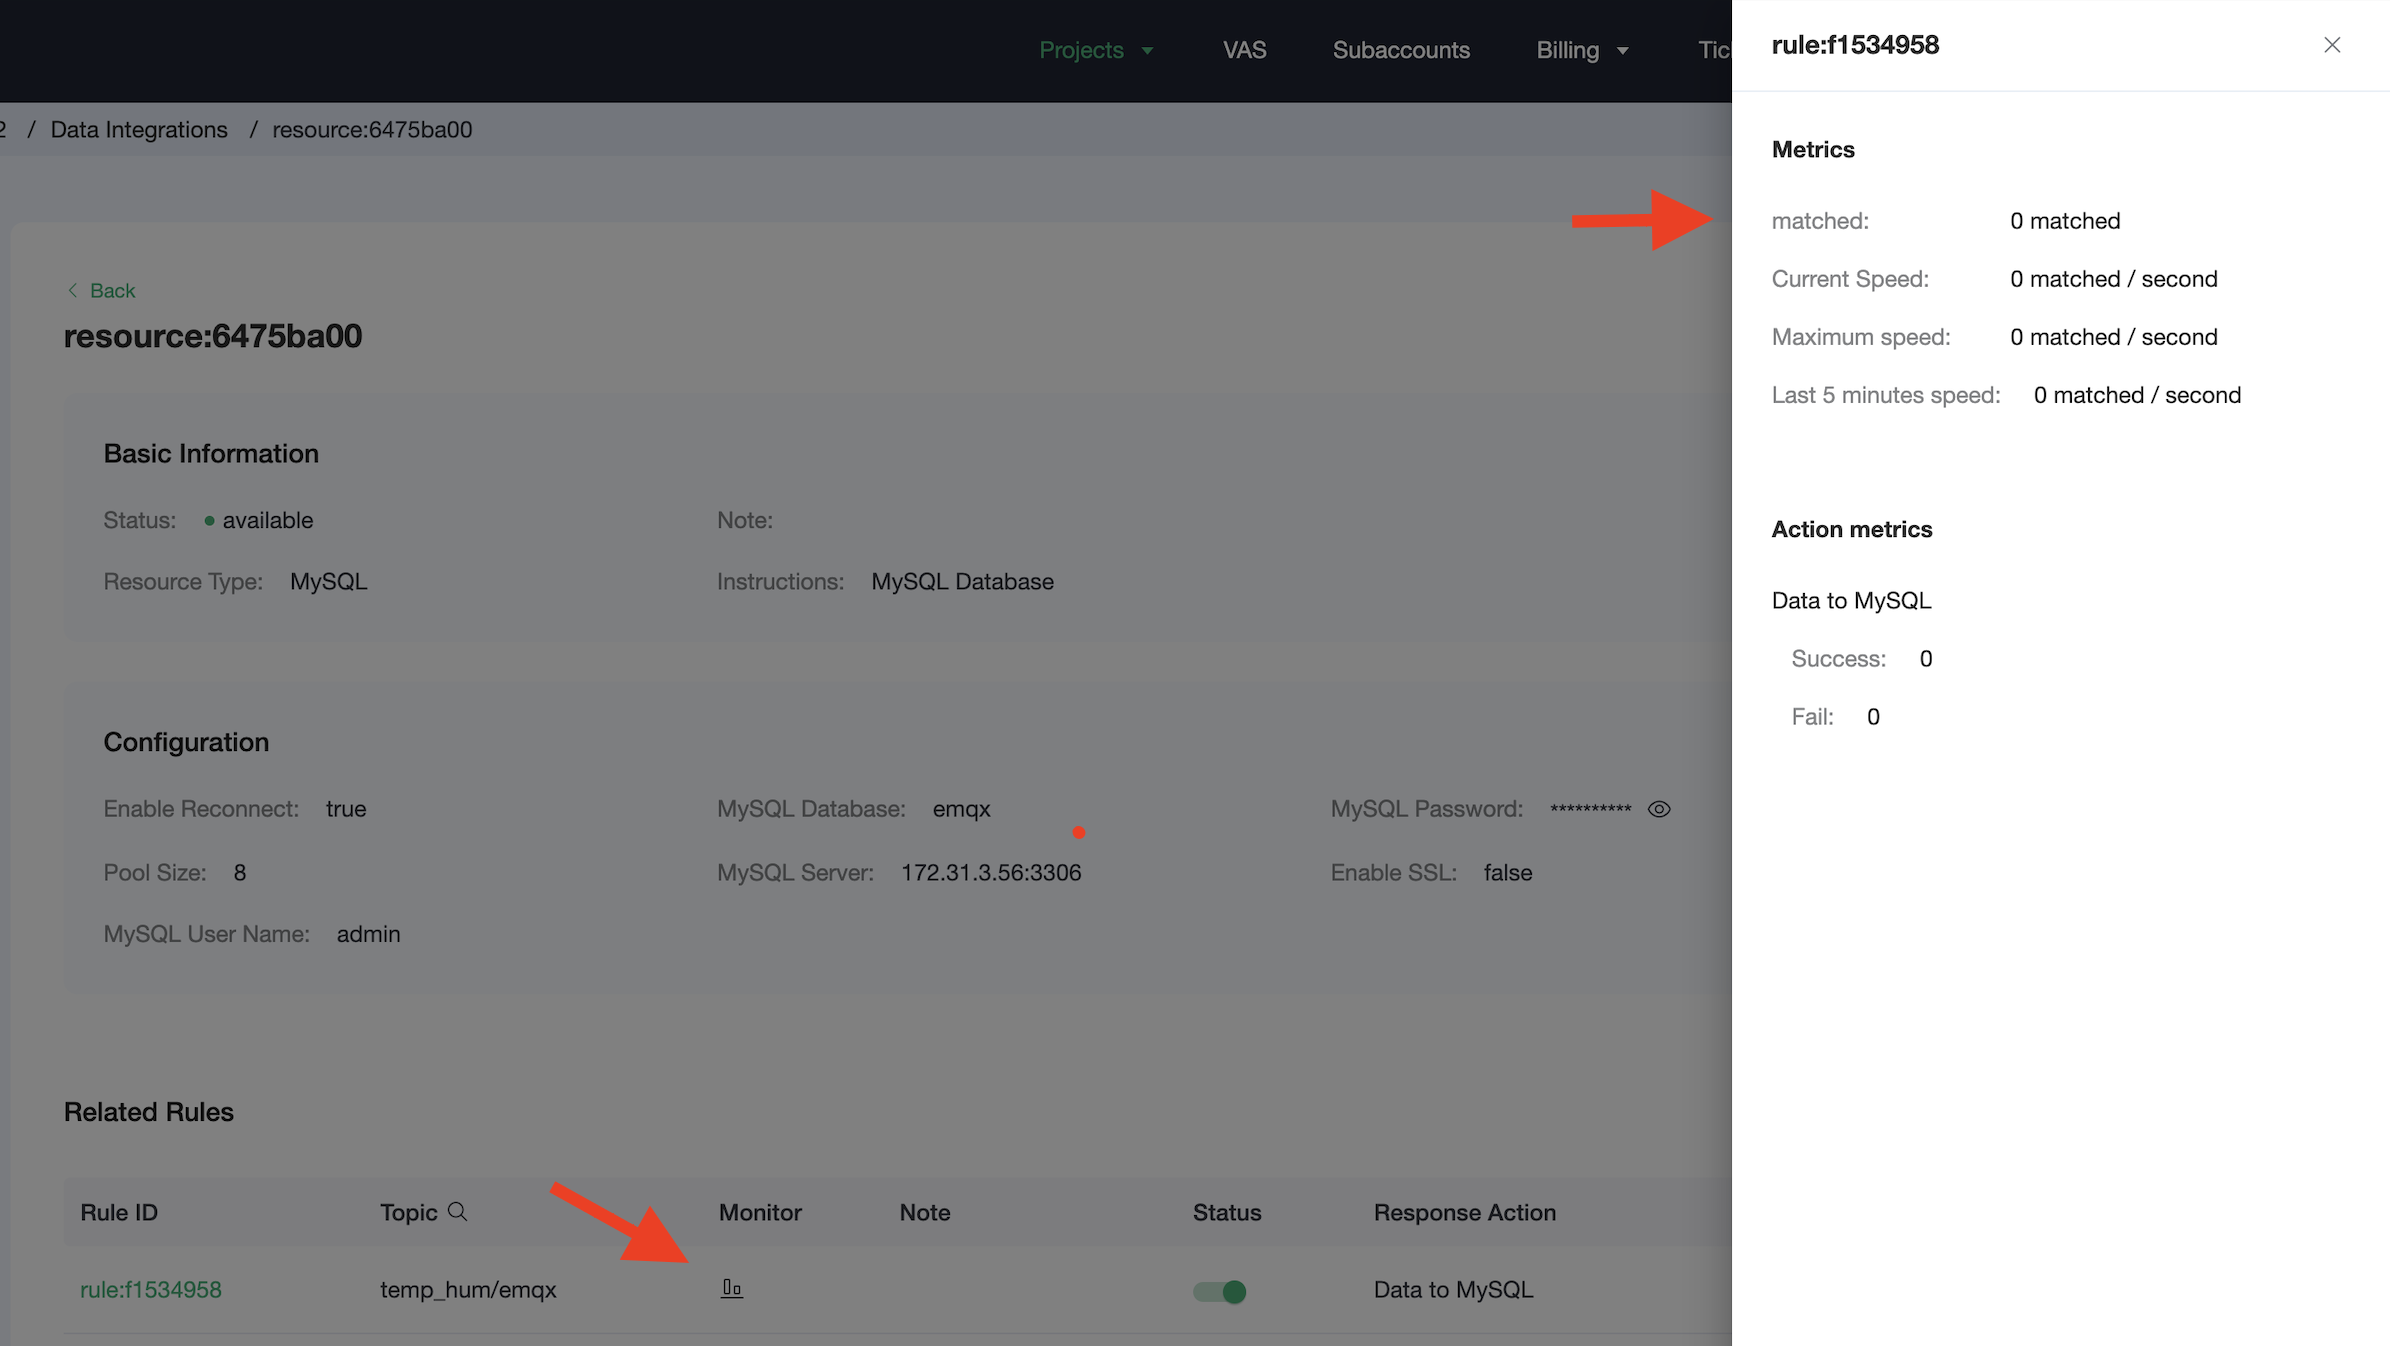 Projects VAS Subaccounts Billing
2 / Data Integrations / resource:6475ba00
Back
resource:6475ba00
Basic Information
Status: available Note:
Resource Type: MySQL Instructions: MySQL Database
Configuration
Enable Reconnect: true MySQL Database: emqx MySQL Password: **********
Pool Size: 8 MySQL Server: 172.31.3.56:3306 Enable SSL: false
MySQL User Name: admin
Related Rules
Rule ID Topic Monitor Note Status Response Action
rule:f1534958 temp_hum/emqx Data to MySQL
rule:f1534958
Metrics
matched: 0 matched
Current Speed: 0 matched / second
Maximum speed: 0 matched / second
Last 5 minutes speed: 0 matched / second
Action metrics
Data to MySQL
Success: 0
Fail: 0